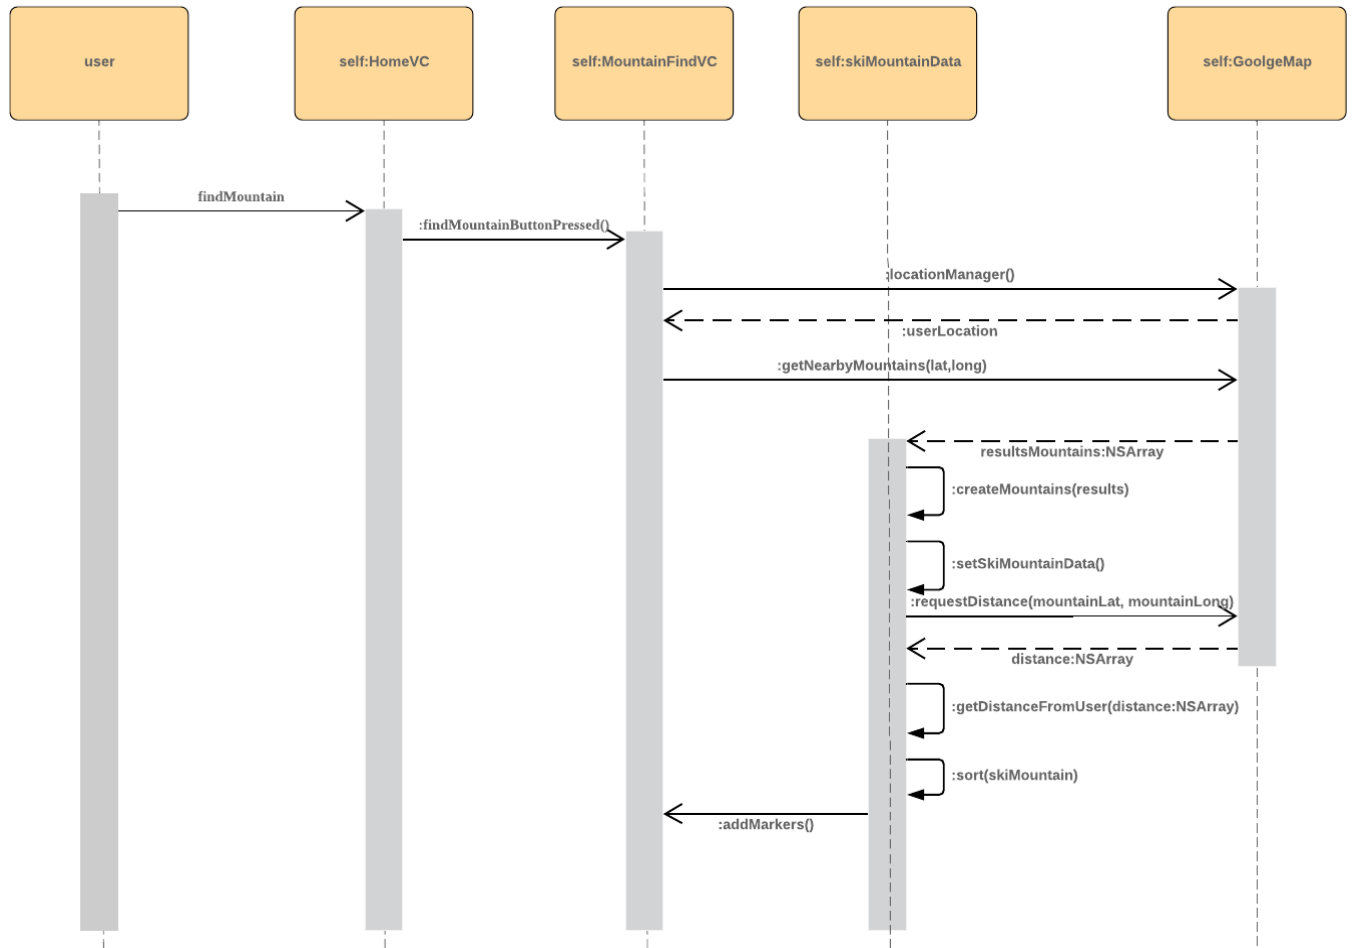 user
self:HomeVC
self:MountainFindVC
self:skiMountainData
self:GoolgeMap
findMountain
:findMountainButtonPressed()
:locationManager()
:userLocation
:getNearbyMountains(lat,long)
resultsMountains:NSArray
:createMountains(results)
:setSkiMountainData()
:requestDistance(mountainLat, mountainLong)
distance:NSArray
:getDistanceFromUser(distance:NSArray)
:sort(skiMountain)
:addMarkers()